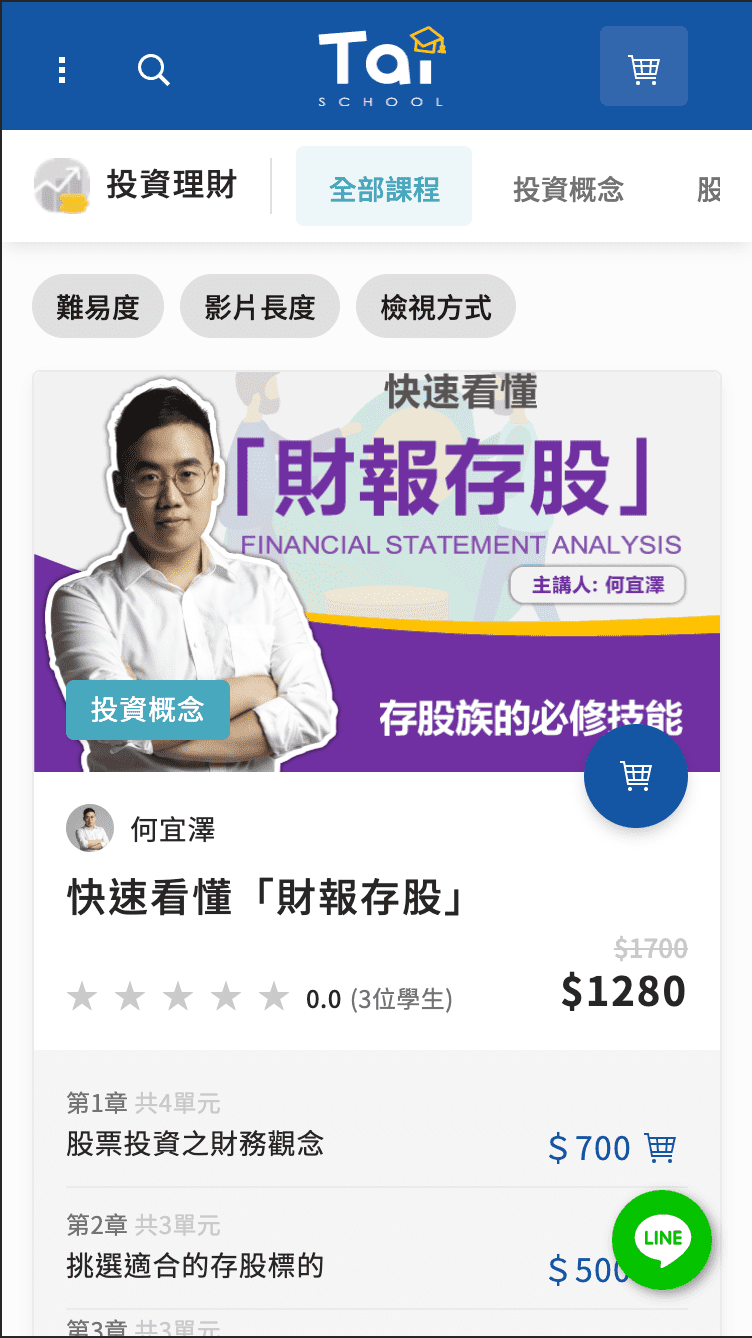 Tai
SCHOOL
投資理財
全部課程
投資概念
股
難易度
影片長度
檢視方式
快速看懂
「財報存股」
FINANCIAL STATEMENT ANALYSIS
主講人: 何宜澤
投資概念
存股族的必修技能
何宜澤
快速看懂「財報存股」
$1700
0.0 (3位學生)
$1280
第1章 共4單元
股票投資之財務觀念
$ 700
第2章 共3單元
挑選適合的存股標的
$ 500
LINE
第3章 共3單元